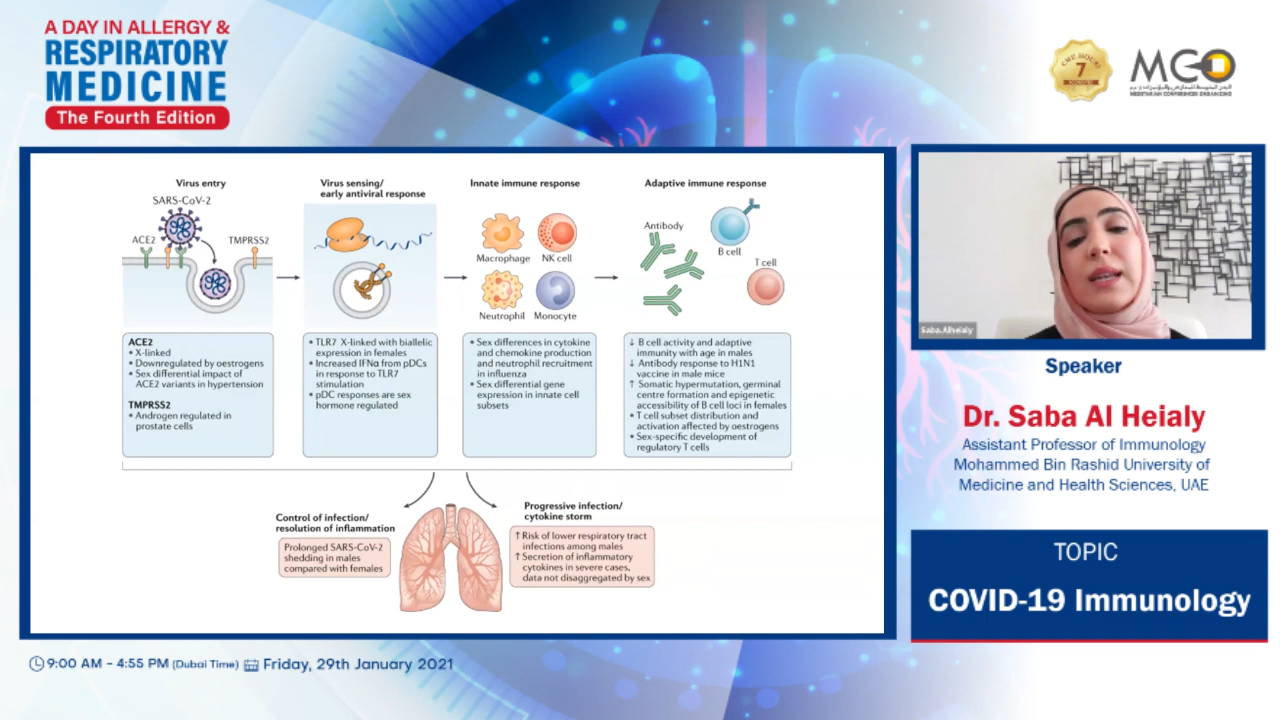 A DAY IN ALLERGY &
RESPIRATORY
MEDICINE
The Fourth Edition
CME HOURS
7
MCO
MEDITERIAN CONFERENCES ORGANIZING
Virus entry
SARS-CoV-2
ACE2
TMPRSS2
Virus sensing/
early antiviral response
Innate immune response
Macrophage
NK cell
Neutrophil
Monocyte
Adaptive immune response
Antibody
B cell
T cell
ACE2
• X-linked
• Downregulated by oestrogens
• Sex differential impact of
ACE2 variants in hypertension
TMPRSS2
• Androgen regulated in
prostate cells
• TLR7 X-linked with biallelic
expression in females
• Increased IFNα from pDCs
in response to TLR7
stimulation
• pDC responses are sex
hormone regulated
• Sex differences in cytokine
and chemokine production
and neutrophil recruitment
in influenza
• Sex differential gene
expression in innate cell
subsets
↓ B cell activity and adaptive
immunity with age in males
↓ Antibody response to H1N1
vaccine in male mice
↑ Somatic hypermutation, germinal
centre formation and epigenetic
accessibility of B cell loci in females
• T cell subset distribution and
activation affected by oestrogens
• Sex-specific development of
regulatory T cells
Control of infection/
resolution of inflammation
Prolonged SARS-CoV-2
shedding in males
compared with females
Progressive infection/
cytokine storm
↑ Risk of lower respiratory tract
infections among males
↑ Secretion of inflammatory
cytokines in severe cases,
data not disaggregated by sex
Saba.Alheialy
Speaker
Dr. Saba Al Heialy
Assistant Professor of Immunology
Mohammed Bin Rashid University of
Medicine and Health Sciences, UAE
TOPIC
COVID-19 Immunology
9:00 AM - 4:55 PM (Dubai Time) Friday, 29th January 2021